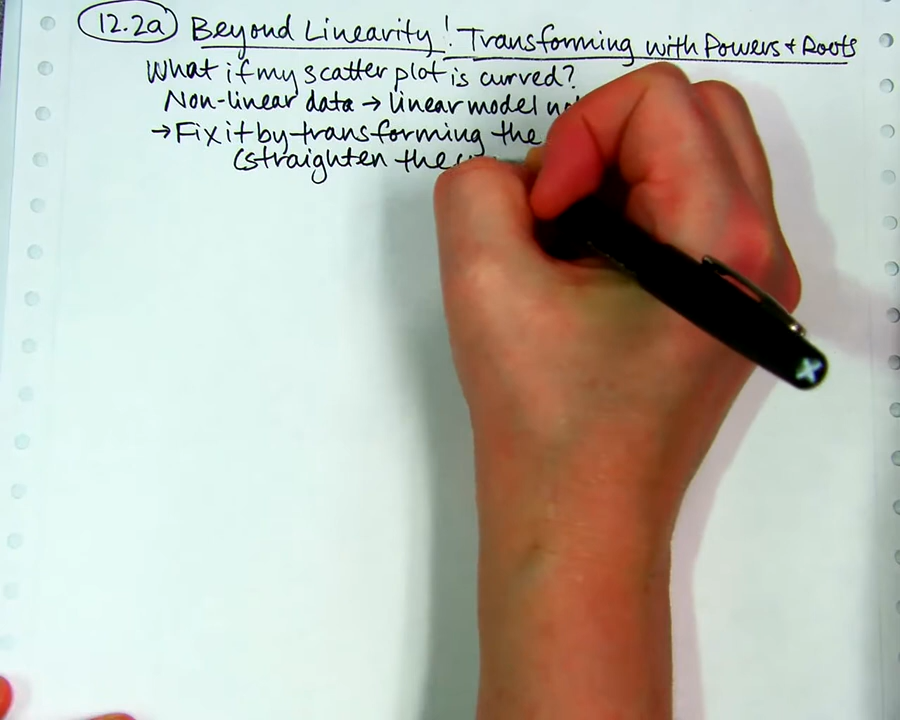 12.2a Beyond Linearity! Transforming with Powers + Roots
What if my scatter plot is curved?
Non-linear data → linear model
→ Fix it by transforming the
(straighten the